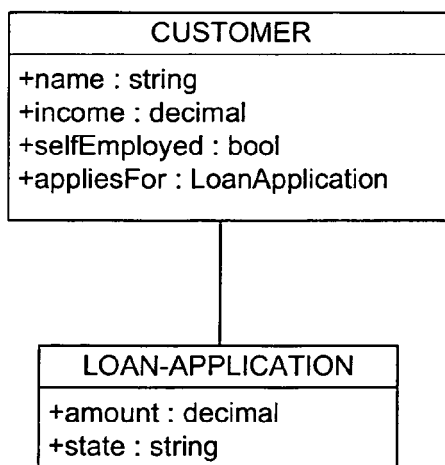 CUSTOMER
+name : string
+income : decimal
+selfEmployed : bool
+appliesFor : LoanApplication
LOAN-APPLICATION
+amount : decimal
+state : string